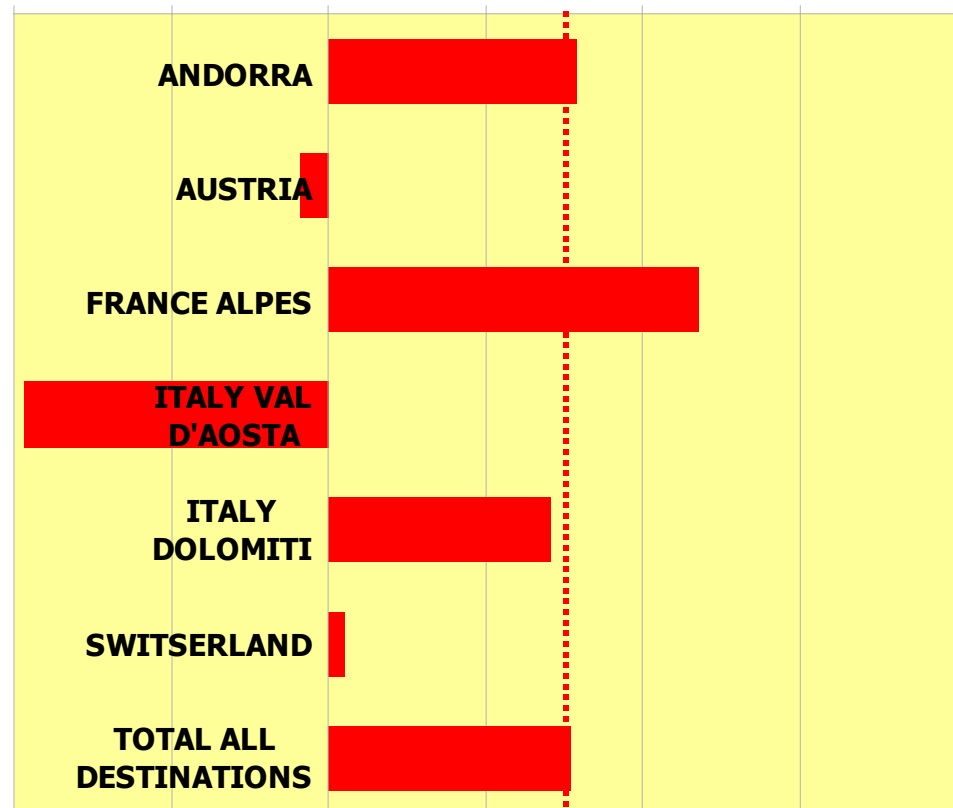 ANDORRA
AUSTRIA
FRANCE ALPES
ITALY VAL
D'AOSTA
ITALY
DOLOMITI
SWITSERLAND
TOTAL ALL
DESTINATIONS